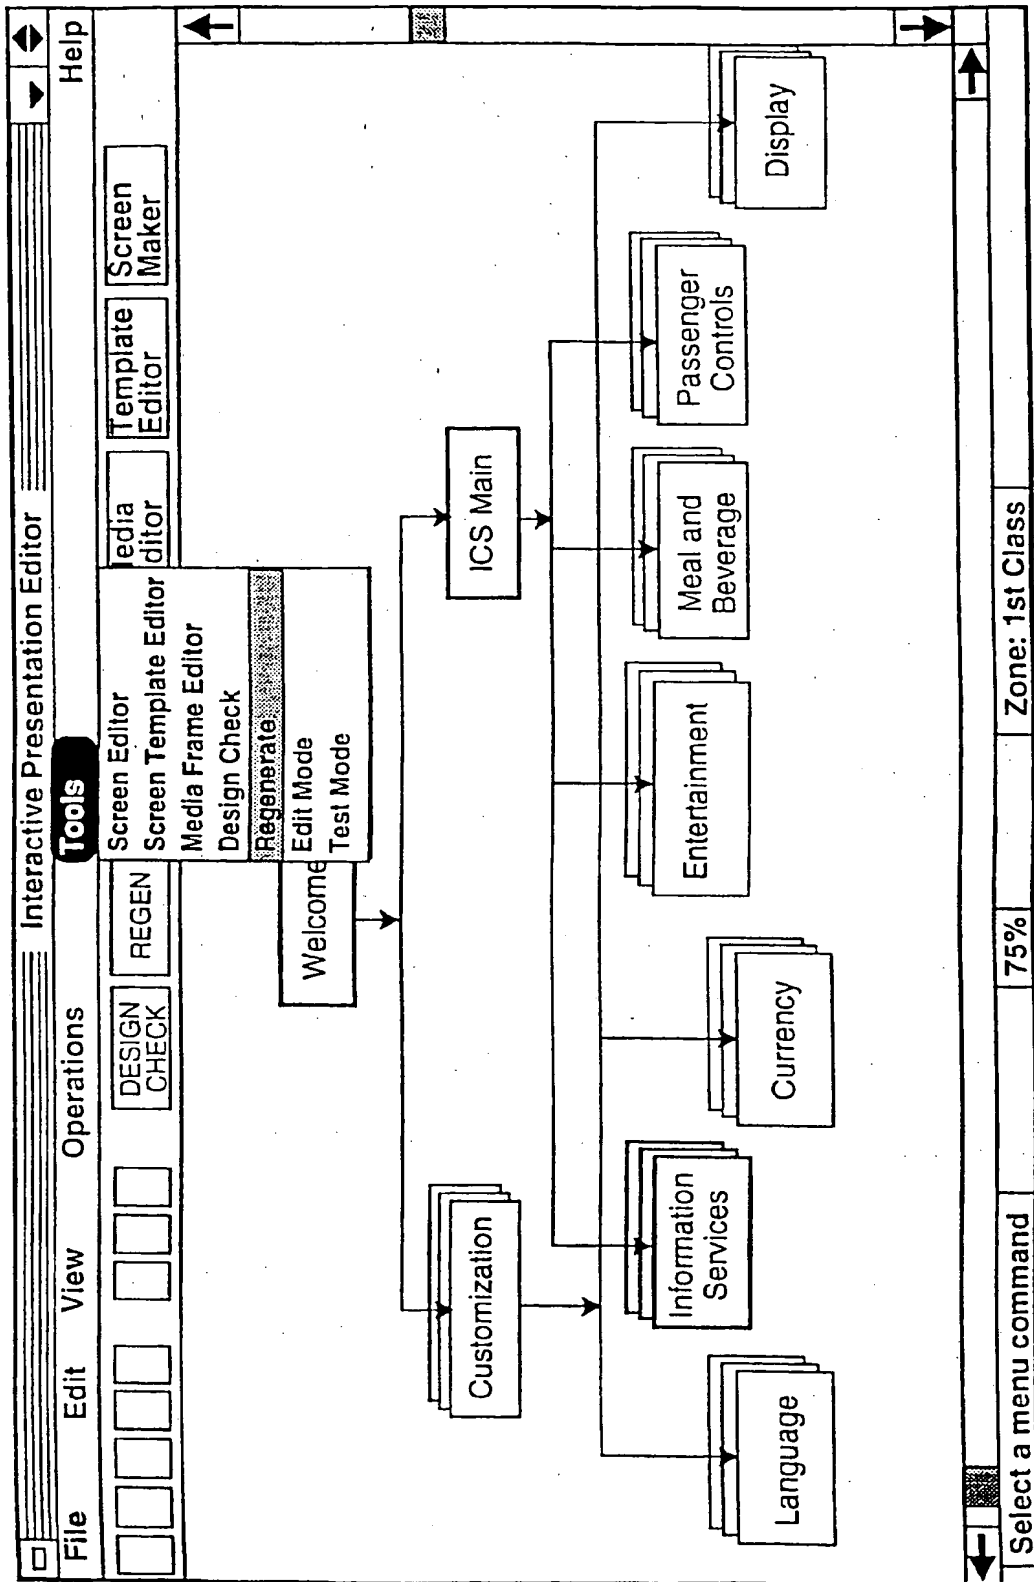 Interactive Presentation Editor
File Edit View Operations Tools Help
DESIGN
CHECK
REGEN
edia
ditor
Template
Editor
Screen
Maker
Screen Editor
Screen Template Editor
Media Frame Editor
Design Check
Regenerate
Edit Mode
Test Mode
Welcome
Customization
ICS Main
Information
Services
Entertainment
Meal and
Beverage
Passenger
Controls
Language
Currency
Display
Select a menu command
75%
Zone: 1st Class